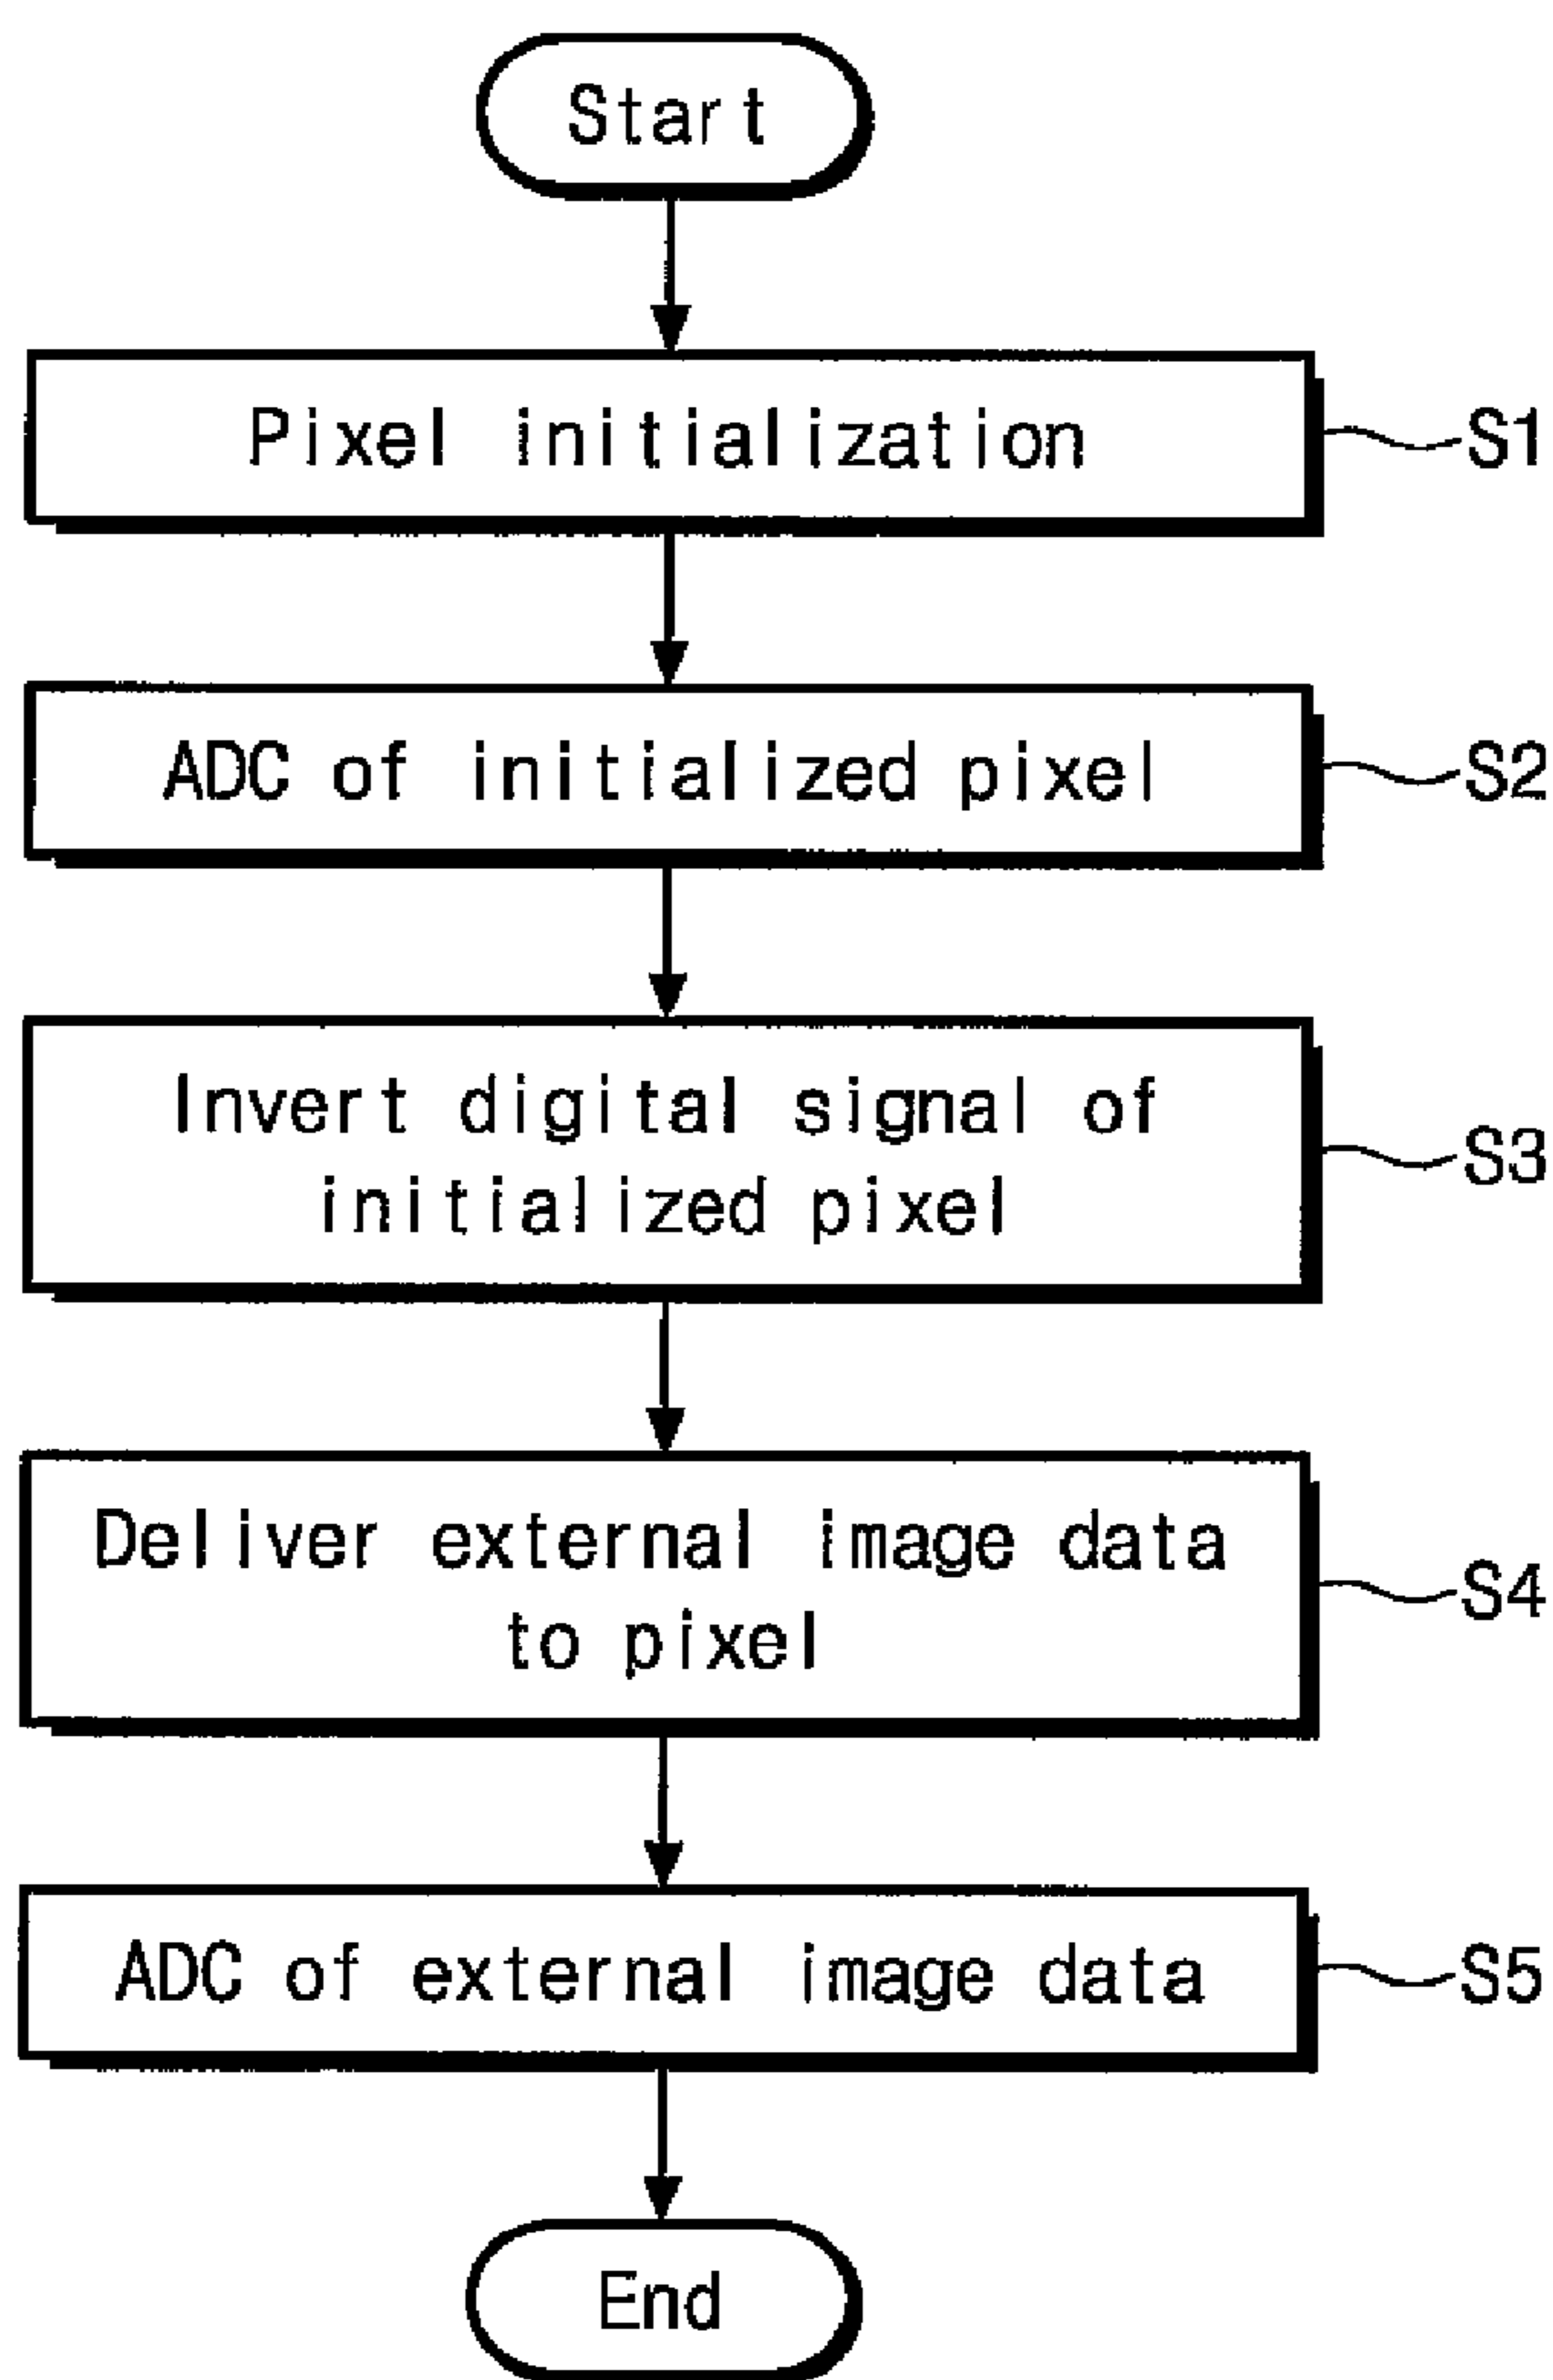 Start
Pixel initialization
S1
ADC of initialized pixel
S2
Invert digital signal of
initialized pixel
S3
Deliver external image data
to pixel
S4
ADC of external image data
S5
End